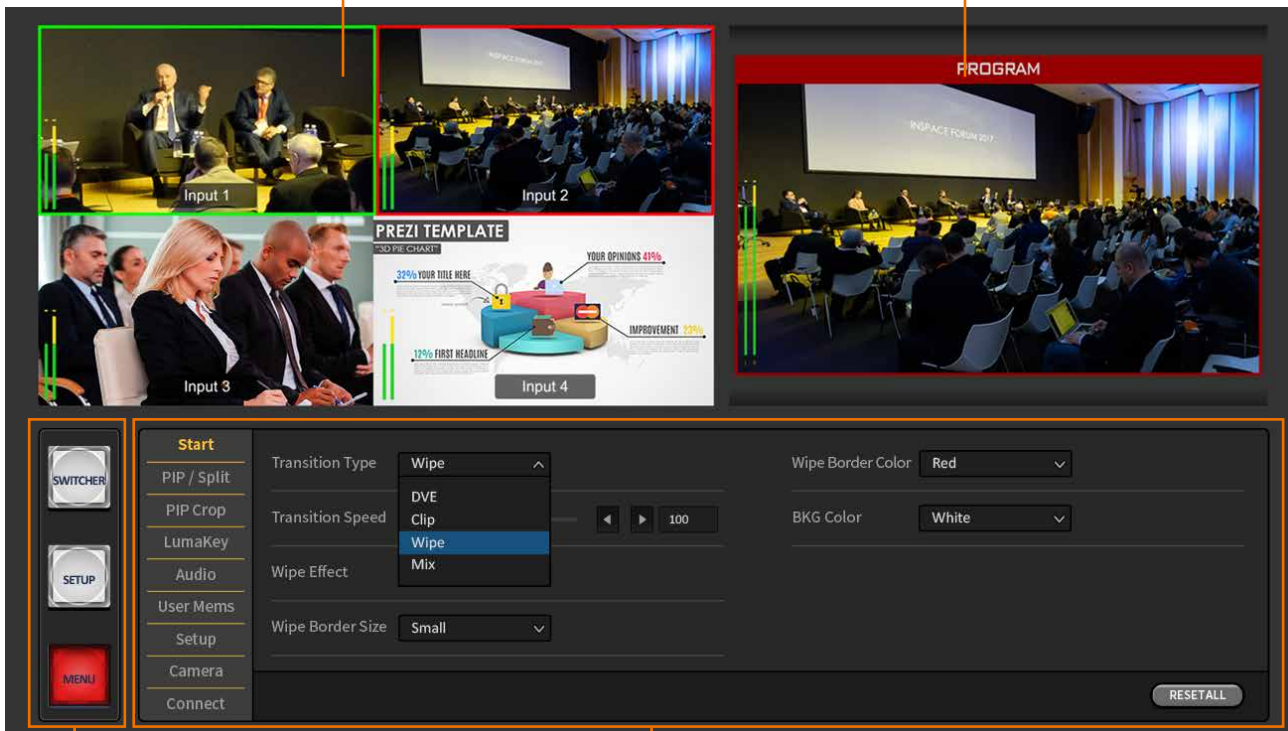 INSPACE FORUM 2017
Input 1
Input 2
PREZI TEMPLATE
"3D PIE CHART"
YOUR OPINIONS 41%
32% YOUR TITLE HERE
IMPROVEMENT 23%
12% FIRST HEADLINE
Input 3
Input 4
PROGRAM
INSPACE FORUM 2017
SWITCHER
SETUP
MENU
Start
PIP / Split
PIP Crop
LumaKey
Audio
User Mems
Setup
Camera
Connect
Transition Type Wipe
DVE
Clip
Wipe
Mix
Transition Speed 100
Wipe Effect
Wipe Border Size Small
Wipe Border Color Red
BKG Color White
RESETALL